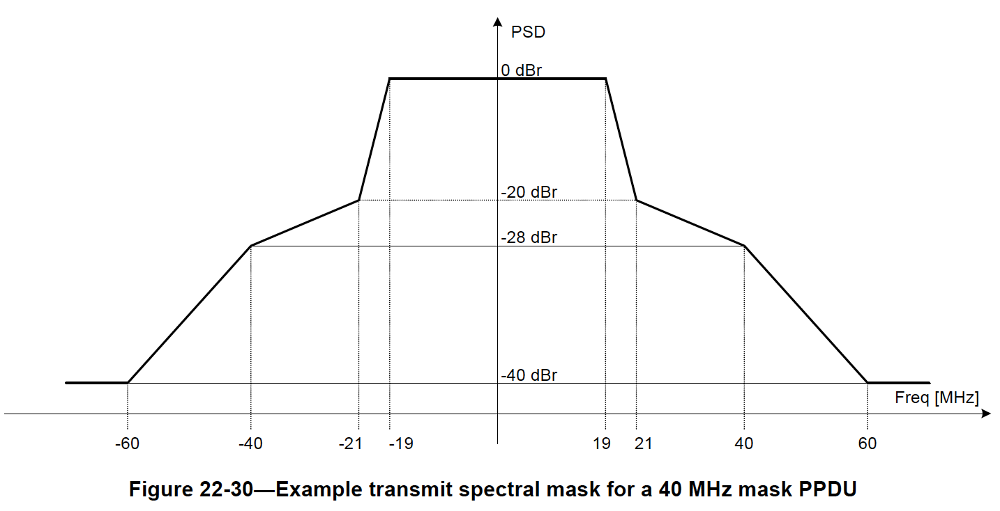 PSD
0 dBr
-20 dBr
-28 dBr
-40 dBr
Freq [MHz]
-60 -40 -21 -19 19 21 40 60
Figure 22-30—Example transmit spectral mask for a 40 MHz mask PPDU